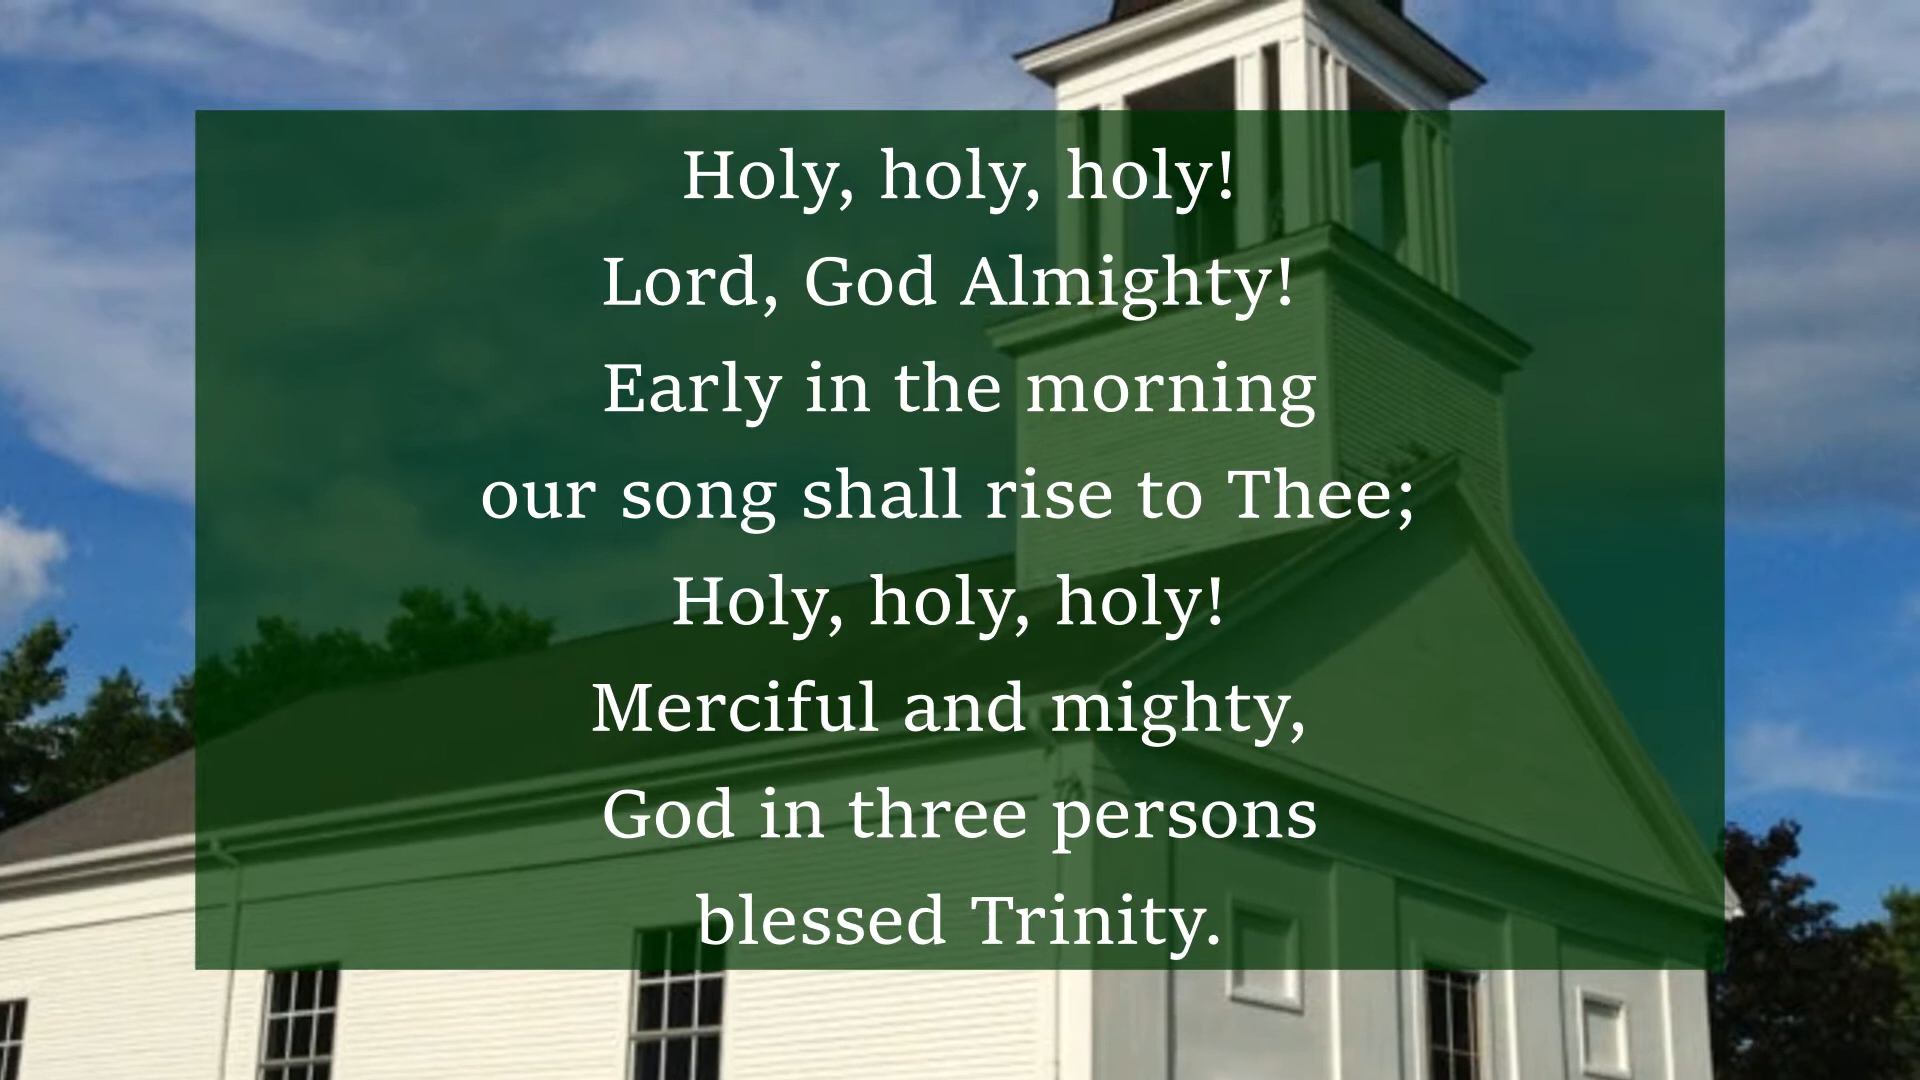 Holy, holy, holy!
Lord, God Almighty!
Early in the morning
our song shall rise to Thee;
Holy, holy, holy!
Merciful and mighty,
God in three persons
blessed Trinity.